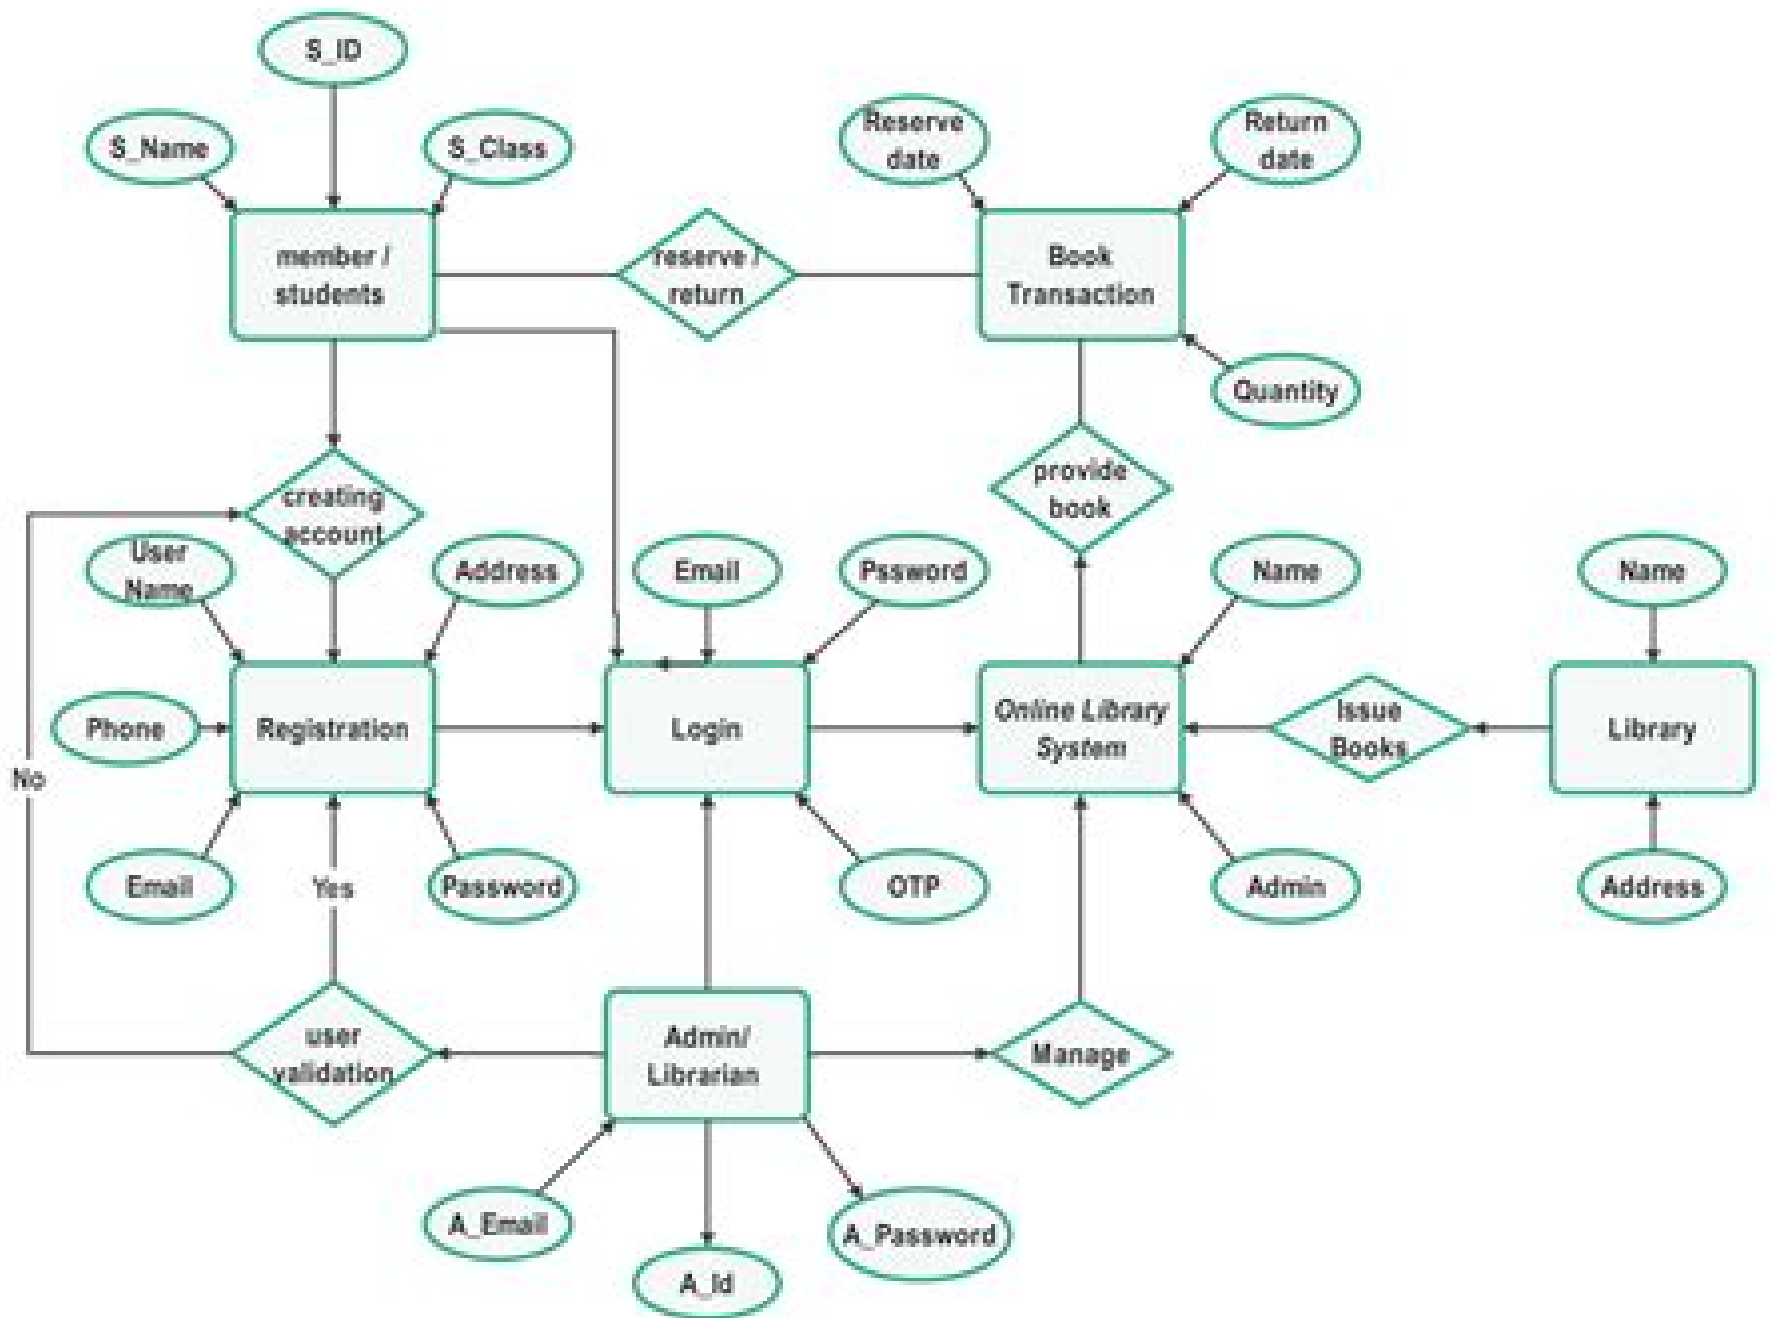 S_ID
S_Name
S_Class
Reserve
date
Return
date
member /
students
reserve /
return
Book
Transaction
Quantity
creating
account
provide
book
User
Name
Address
Email
Pssword
Name
Name
Phone
Registration
Login
Online Library
System
Issue
Books
Library
No
Email
Yes
Password
OTP
Admin
Address
user
validation
Admin/
Librarian
Manage
A_Email
A_Id
A_Password